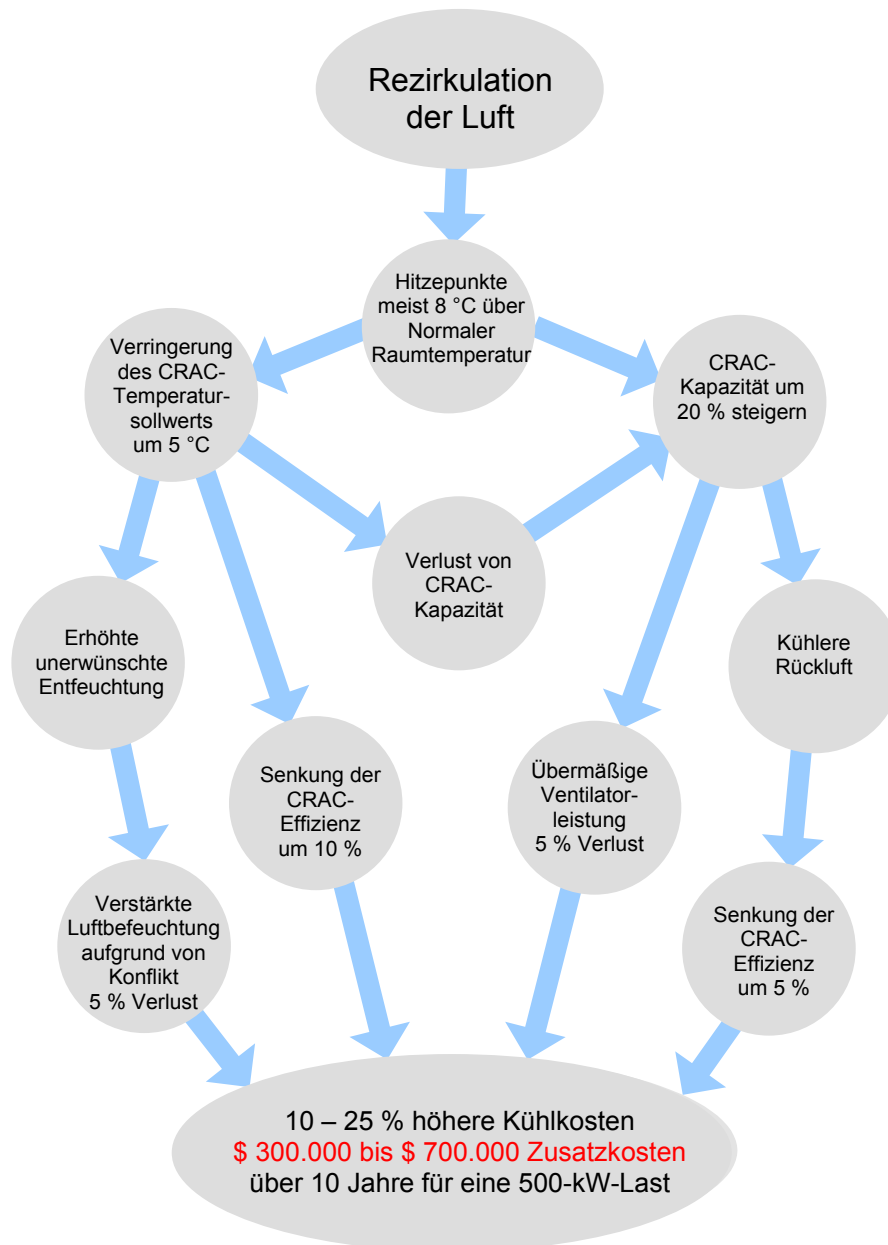 Rezirkulation
der Luft
Hitzepunkte
meist 8 °C über
Normaler
Raumtemperatur
Verringerung
des CRAC-
Temperatur-
sollwerts
um 5 °C
CRAC-
Kapazität um
20 % steigern
Verlust von
CRAC-
Kapazität
Erhöhte
unerwünschte
Entfeuchtung
Kühlere
Rückluft
Senkung der
CRAC-
Effizienz
um 10 %
Übermäßige
Ventilator-
leistung
5 % Verlust
Verstärkte
Luftbefeuchtung
aufgrund von
Konflikt
5 % Verlust
Senkung der
CRAC-
Effizienz
um 5 %
10 – 25 % höhere Kühlkosten
$ 300.000 bis $ 700.000 Zusatzkosten
über 10 Jahre für eine 500-kW-Last